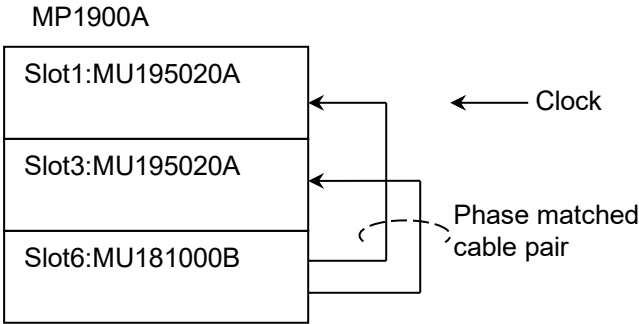 MP1900A
Slot1:MU195020A
Clock
Slot3:MU195020A
Phase matched
cable pair
Slot6:MU181000B